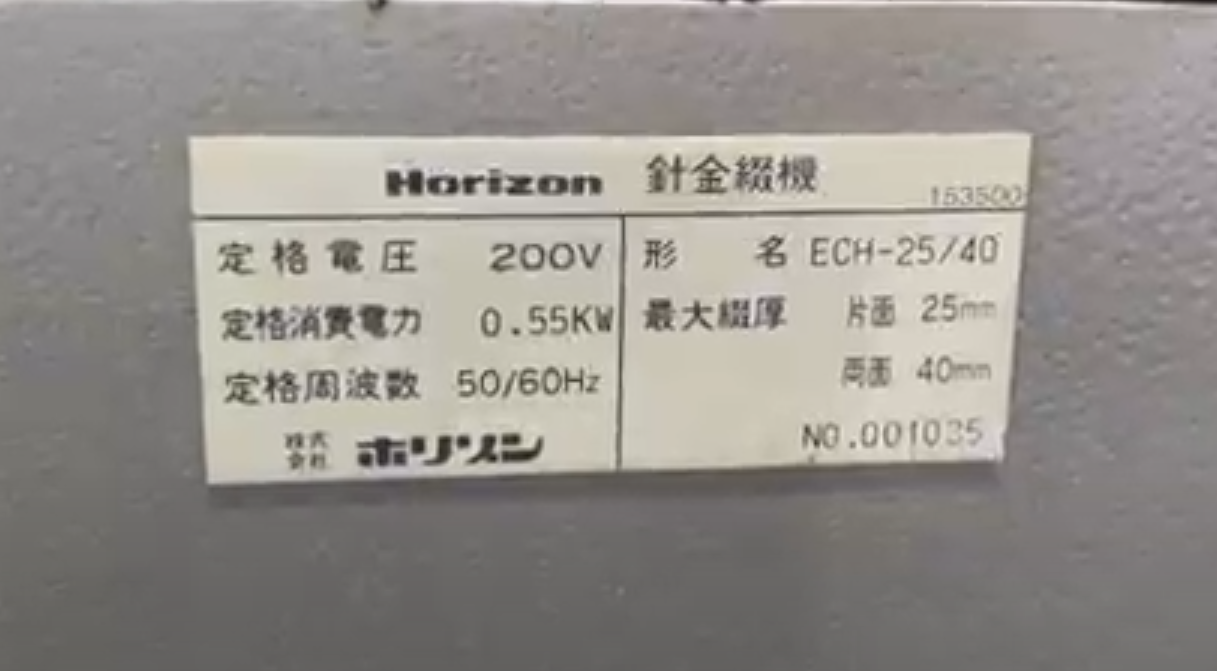 Horizon 針金綴機 153500
定格電圧 200V
定格消費電力 0.55KW
定格周波数 50/60Hz
株式会社 ホリゾン
形 名 ECH-25/40
最大綴厚 片面 25mm
両面 40mm
NO.001035